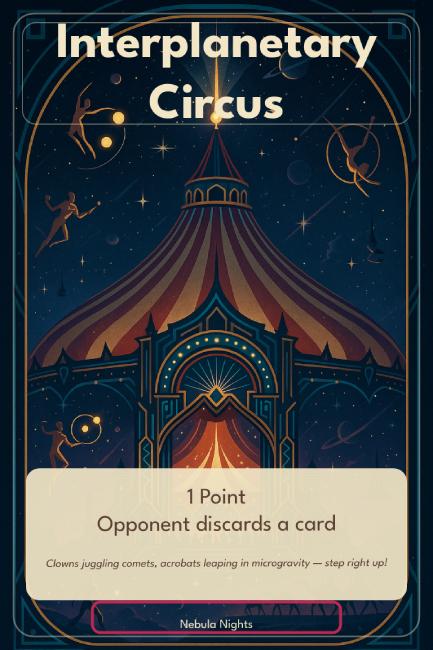 Interplanetary
Circus
1 Point
Opponent discards a card
Clowns juggling comets, acrobats leaping in microgravity — step right up!
Nebula Nights